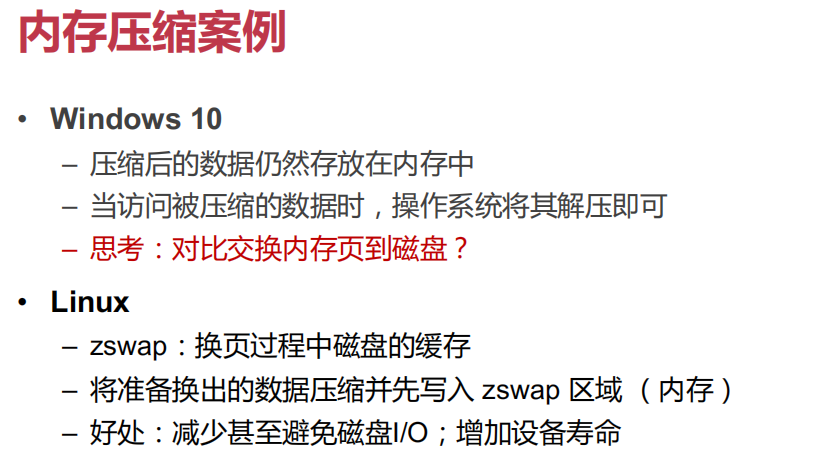 内存压缩案例
• Windows 10
– 压缩后的数据仍然存放在内存中
– 当访问被压缩的数据时，操作系统将其解压即可
– 思考：对比交换内存页到磁盘？
• Linux
– zswap：换页过程中磁盘的缓存
– 将准备换出的数据压缩并先写入 zswap 区域 （内存）
– 好处：减少甚至避免磁盘I/O；增加设备寿命